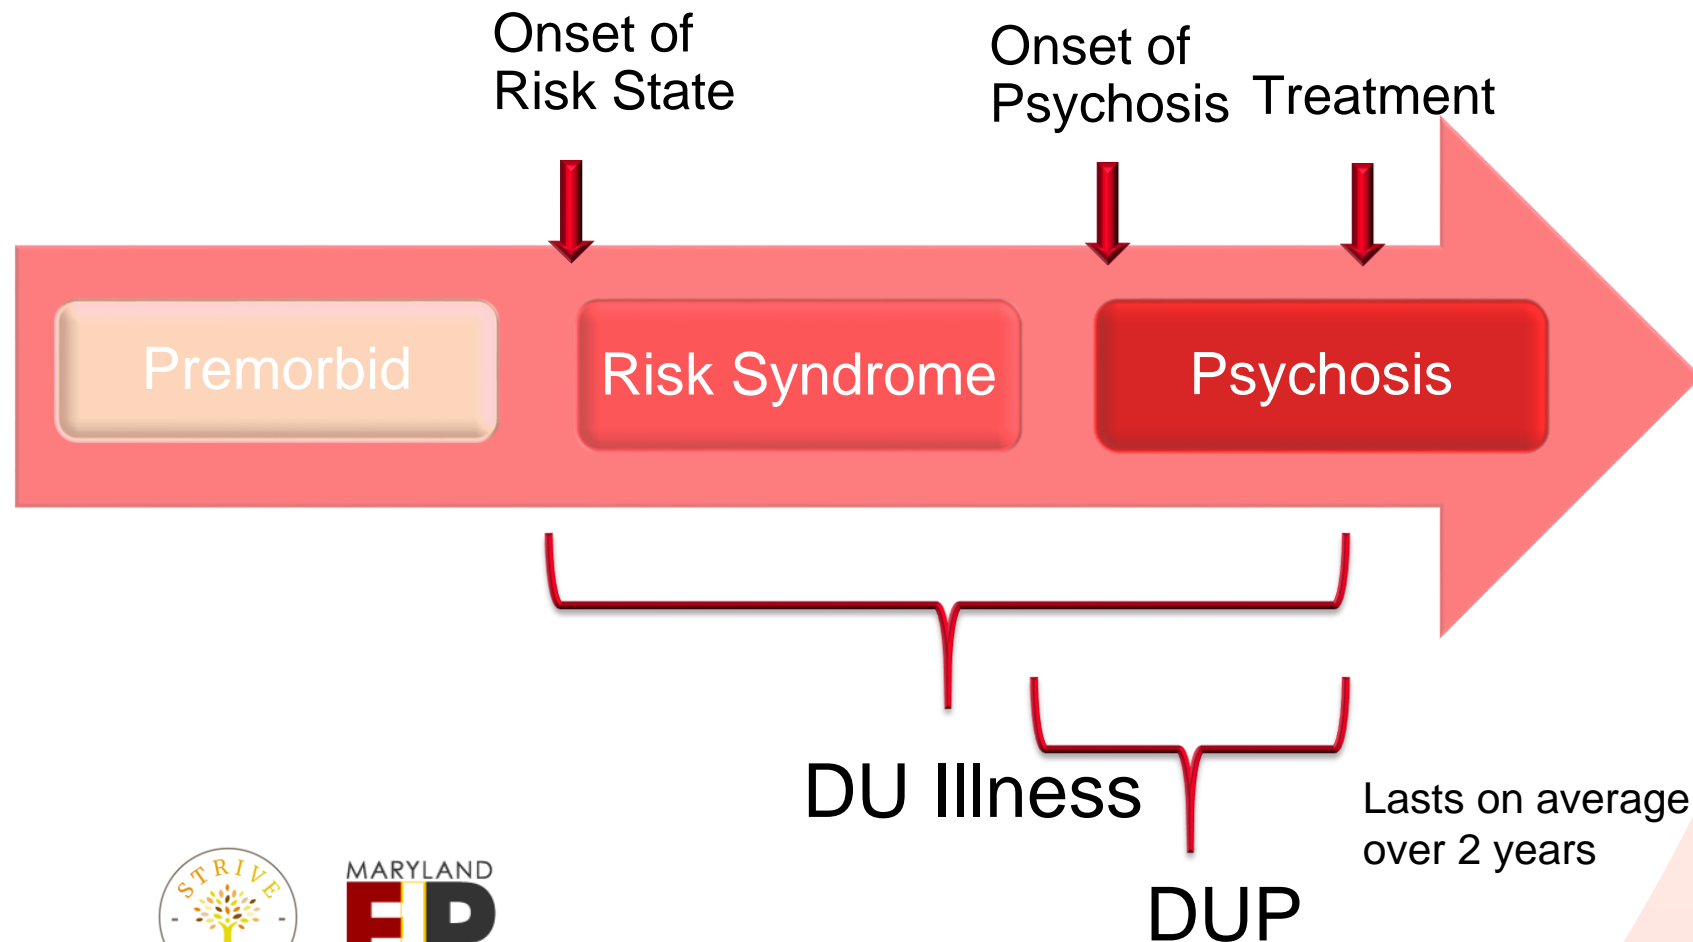 Onset of
Risk State
Onset of
Psychosis
Treatment
Premorbid
Risk Syndrome
Psychosis
DU Illness
Lasts on average
over 2 years
DUP
STRIVE
MARYLAND
EIP